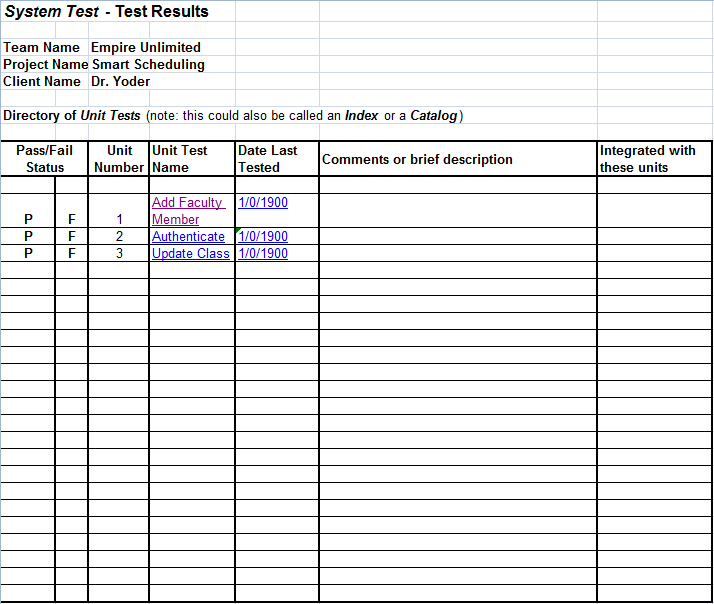 System Test - Test Results
Team Name Empire Unlimited
Project Name Smart Scheduling
Client Name Dr. Yoder
Directory of Unit Tests (note: this could also be called an Index or a Catalog)
Pass/Fail Status Unit Number Unit Test Name Date Last Tested Comments or brief description Integrated with these units
P F 1 Add Faculty Member 1/0/1900
P F 2 Authenticate 1/0/1900
P F 3 Update Class 1/0/1900